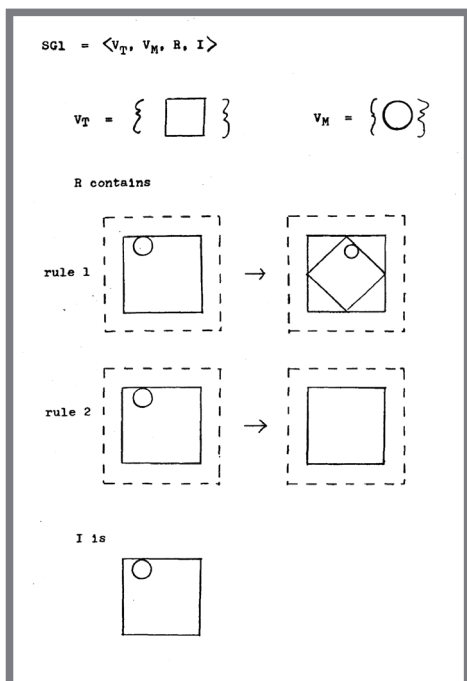 SG1 = <V_T, V_M, R, I>
V_T = { } V_M = { }
R contains
rule 1 →
rule 2 →
I is